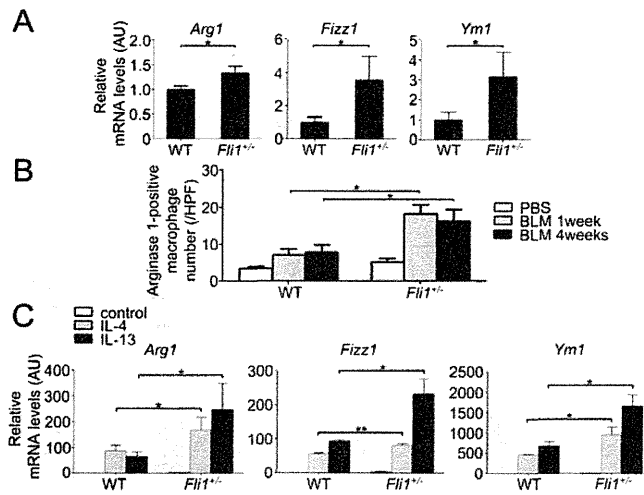 A
Arg1
Fizz1
Ym1
Relative
mRNA levels (AU)
2.0
1.5
1.0
0.5
0
*
WT
Fli1+/-
6
4
2
0
*
WT
Fli1+/-
5
4
3
2
1
0
*
WT
Fli1+/-
B
Arginase 1-positive
macrophage
number (/HPF)
30
20
10
0
*
*
WT
Fli1+/-
PBS
BLM 1week
BLM 4weeks
C
control
IL-4
IL-13
Arg1
Fizz1
Ym1
Relative
mRNA levels (AU)
400
300
200
100
0
*
*
WT
Fli1+/-
300
200
100
0
*
**
WT
Fli1+/-
2500
2000
1500
1000
500
0
*
*
WT
Fli1+/-